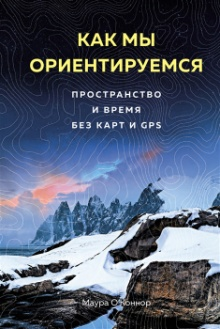 КАК МЫ
ОРИЕНТИРУЕМСЯ
ПРОСТРАНСТВО
И ВРЕМЯ
БЕЗ КАРТ И GPS
Маура О'Коннор